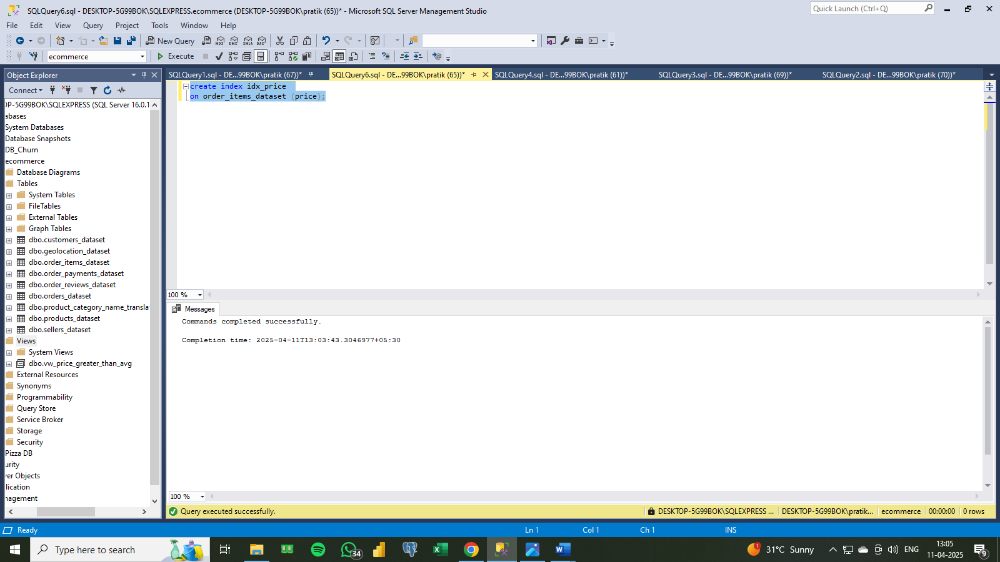 SQLQuery6.sql - DESKTOP-5G99BOK\SQLEXPRESS.ecommerce (DESKTOP-5G99BOK\pratik (65))* - Microsoft SQL Server Management Studio
Quick Launch (Ctrl+Q)
File Edit View Query Project Tools Window Help
New Query MDX DMX XMLA DAX
ecommerce Execute
Object Explorer
SQLQuery1.sql - DE...99BOK\pratik (67))* SQLQuery6.sql - DE...99BOK\pratik (65))* SQLQuery4.sql - DE...99BOK\pratik (61))* SQLQuery3.sql - DE...99BOK\pratik (69))* SQLQuery2.sql - DE...99BOK\pratik (70))*
Connect
OP-5G99BOK\SQLEXPRESS (SQL Server 16.0.1
abases
System Databases
Database Snapshots
DB_Churn
ecommerce
Database Diagrams
Tables
System Tables
FileTables
External Tables
Graph Tables
dbo.customers_dataset
dbo.geolocation_dataset
dbo.order_items_dataset
dbo.order_payments_dataset
dbo.order_reviews_dataset
dbo.orders_dataset
dbo.product_category_name_transla
dbo.products_dataset
dbo.sellers_dataset
Views
System Views
dbo.vw_price_greater_than_avg
External Resources
Synonyms
Programmability
Query Store
Service Broker
Storage
Security
Pizza DB
urity
ver Objects
lication
nagement
create index idx_price
on order_items_dataset (price);
100 %
Messages
Commands completed successfully.
Completion time: 2025-04-11T13:03:43.3046977+05:30
100 %
Query executed successfully. DESKTOP-5G99BOK\SQLEXPRESS ... DESKTOP-5G99BOK\pratik... ecommerce 00:00:00 0 rows
Ready Ln 1 Col 1 Ch 1 INS
Type here to search 34 1 31°C Sunny ENG 13:05
11-04-2025 9